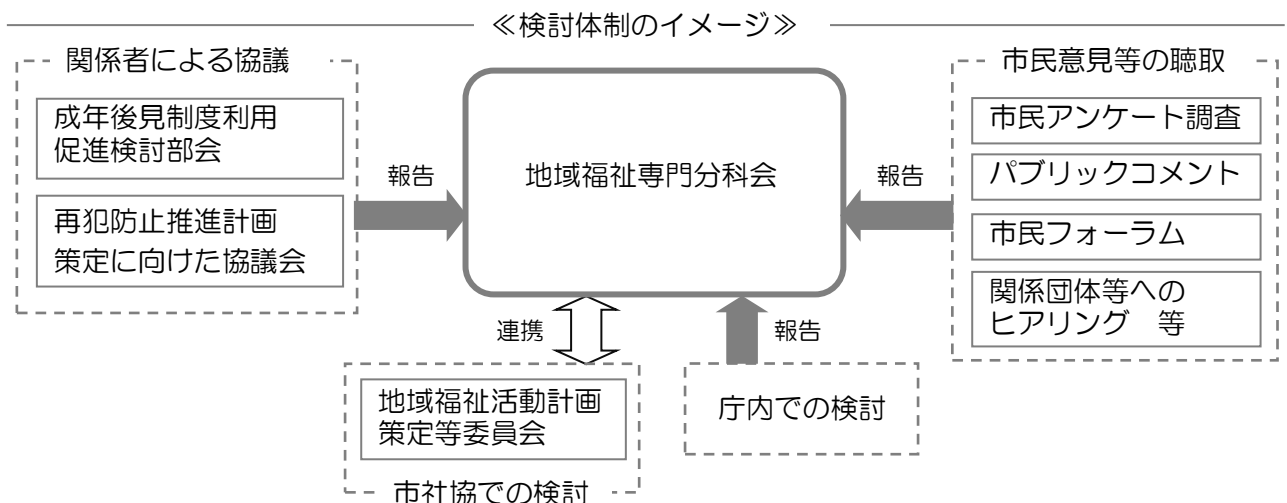 ≪検討体制のイメージ≫
関係者による協議
成年後見制度利用
促進検討部会
再犯防止推進計画
策定に向けた協議会
報告
地域福祉専門分科会
報告
市民意見等の聴取
市民アンケート調査
パブリックコメント
市民フォーラム
関係団体等への
ヒアリング　等
連携
報告
地域福祉活動計画
策定等委員会
市社協での検討
庁内での検討